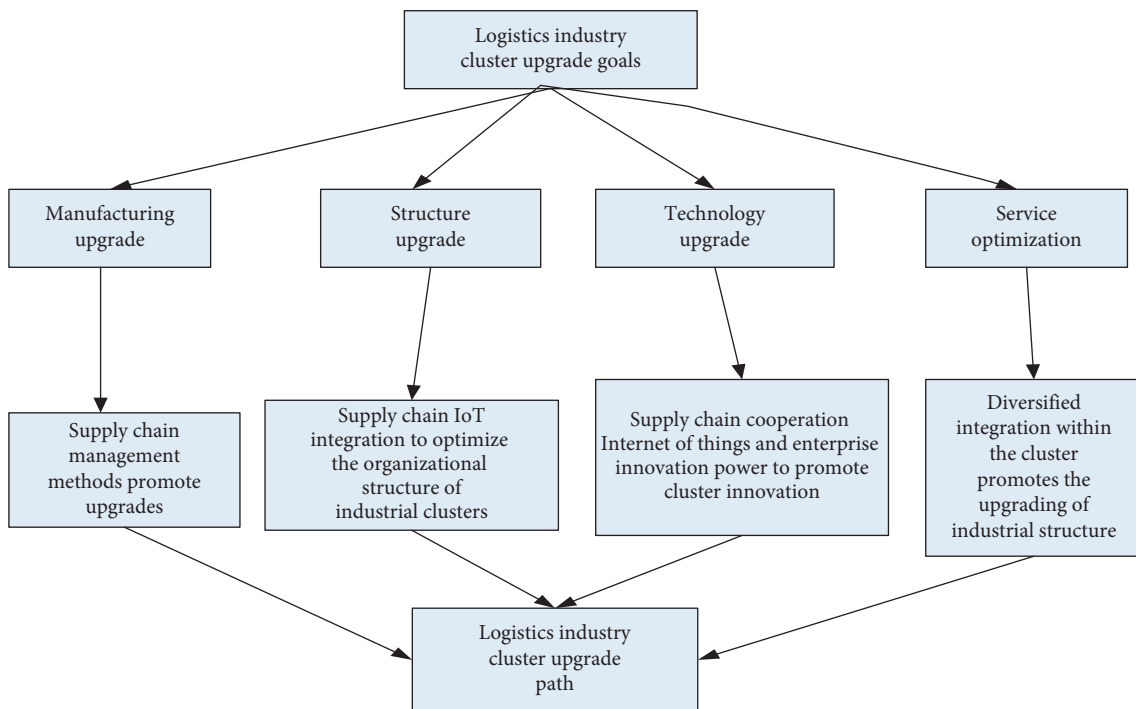 Logistics industry
cluster upgrade goals
Manufacturing
upgrade
Structure
upgrade
Technology
upgrade
Service
optimization
Supply chain
management
methods promote
upgrades
Supply chain IoT
integration to optimize
the organizational
structure of
industrial clusters
Supply chain cooperation
Internet of things and enterprise
innovation power to promote
cluster innovation
Diversified
integration within
the cluster
promotes the
upgrading of
industrial structure
Logistics industry
cluster upgrade
path